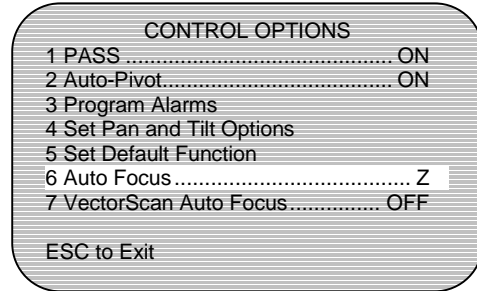 CONTROL OPTIONS
1 PASS ............................................ ON
2 Auto-Pivot...................................... ON
3 Program Alarms
4 Set Pan and Tilt Options
5 Set Default Function
6 Auto Focus....................................... Z
7 VectorScan Auto Focus............... OFF
ESC to Exit